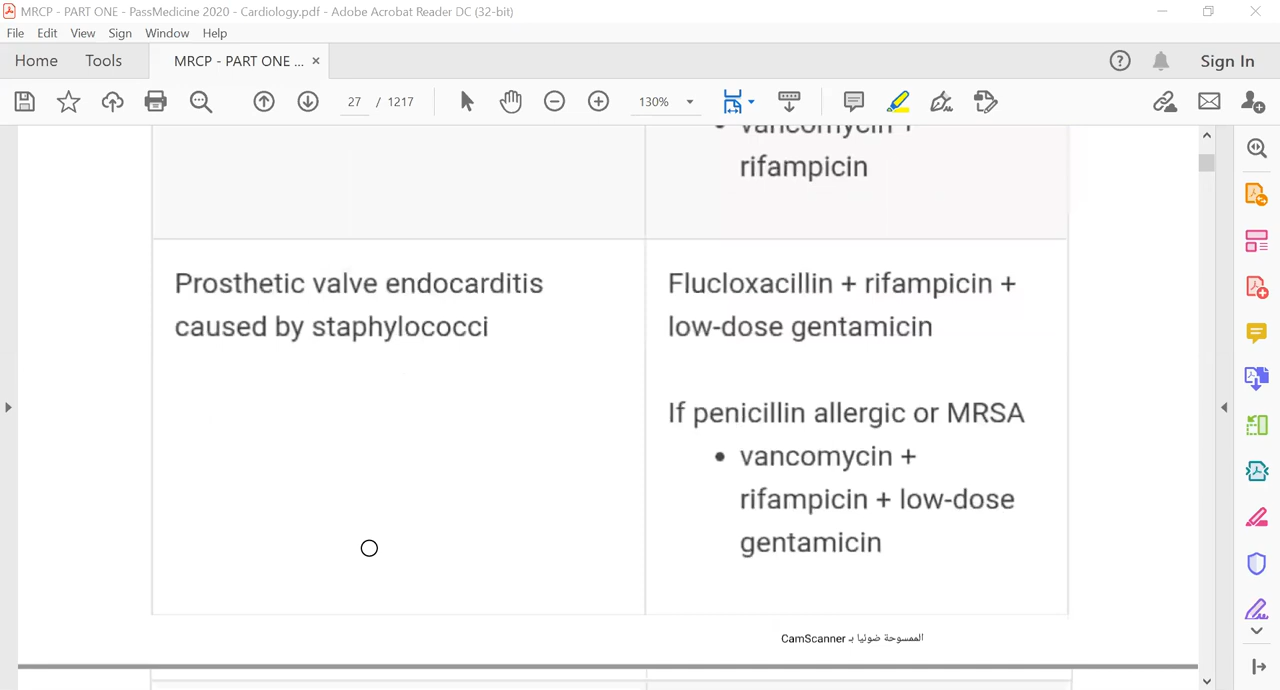 MRCP - PART ONE - PassMedicine 2020 - Cardiology.pdf - Adobe Acrobat Reader DC (32-bit)
File Edit View Sign Window Help
Home Tools MRCP - PART ONE ... × Sign In
27 / 1217 130%
vancomycin +
rifampicin
Prosthetic valve endocarditis
caused by staphylococci
Flucloxacillin + rifampicin +
low-dose gentamicin
If penicillin allergic or MRSA
• vancomycin +
rifampicin + low-dose
gentamicin
الممسوحة ضوئيا بـ CamScanner